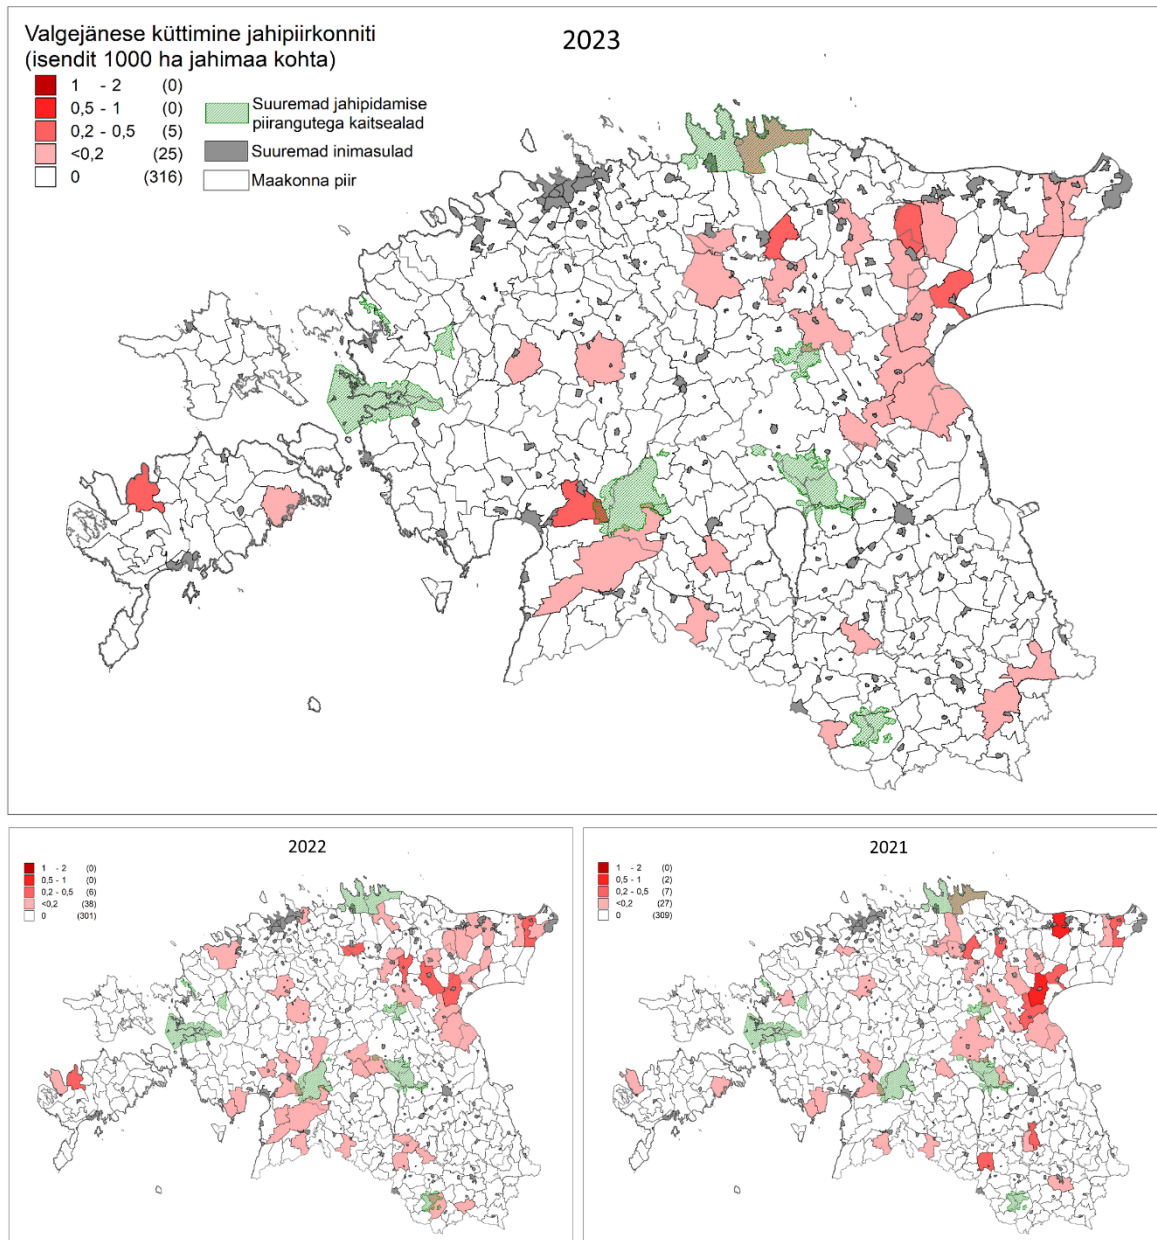 Valgejänese küttimine jahipiirkonniti
(isendit 1000 ha jahimaa kohta)
2023
1 - 2 (0)
0,5 - 1 (0)
0,2 - 0,5 (5)
<0,2 (25)
0 (316)
Suuremad jahipidamise
piirangutega kaitsealad
Suuremad inimasulad
Maakonna piir
2022
1 - 2 (0)
0,5 - 1 (0)
0,2 - 0,5 (6)
<0,2 (38)
0 (301)
2021
1 - 2 (0)
0,5 - 1 (2)
0,2 - 0,5 (7)
<0,2 (27)
0 (309)